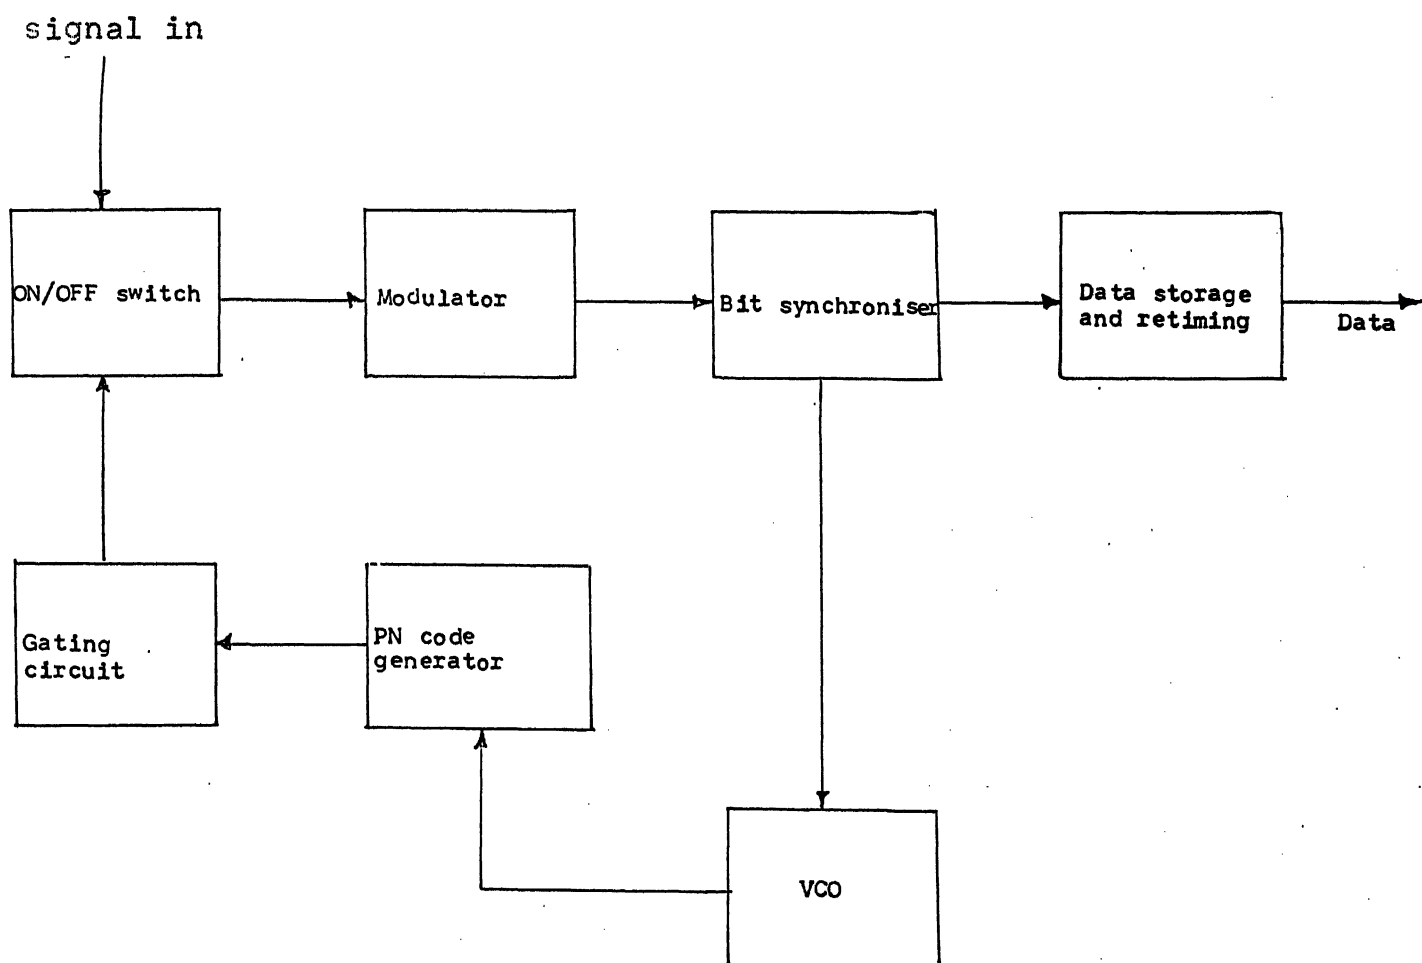 signal in
ON/OFF switch
Modulator
Bit synchroniser
Data storage
and retiming
Data
Gating
circuit
PN code
generator
VCO